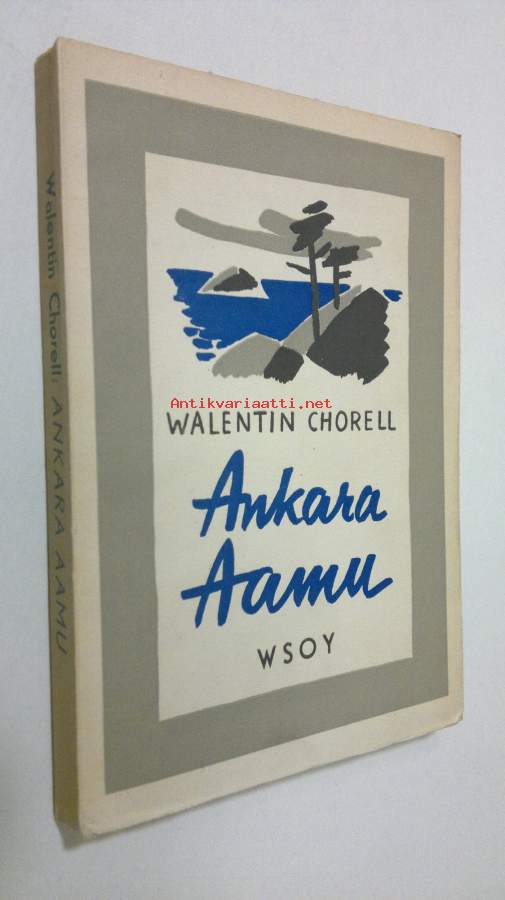 Walentin Chorell: ANKARA AAMU
Antikvariaatti.net
WALENTIN CHORELL
Ankara
Aamu
WSOY